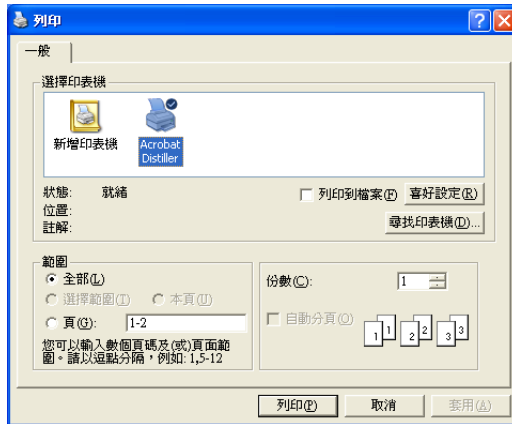 列印
一般
選擇印表機
新增印表機
Acrobat
Distiller
狀態: 就緒
列印到檔案(F)
喜好設定(R)
位置:
註解:
尋找印表機(D)...
範圍
全部(L)
選擇範圍(T)
本頁(U)
頁(G):
1-2
您可以輸入數個頁碼及(或)頁面範
圍。請以逗點分隔，例如: 1,5-12
份數(C):
1
自動分頁(O)
1 1 2 2 3 3
列印(P)
取消
套用(A)